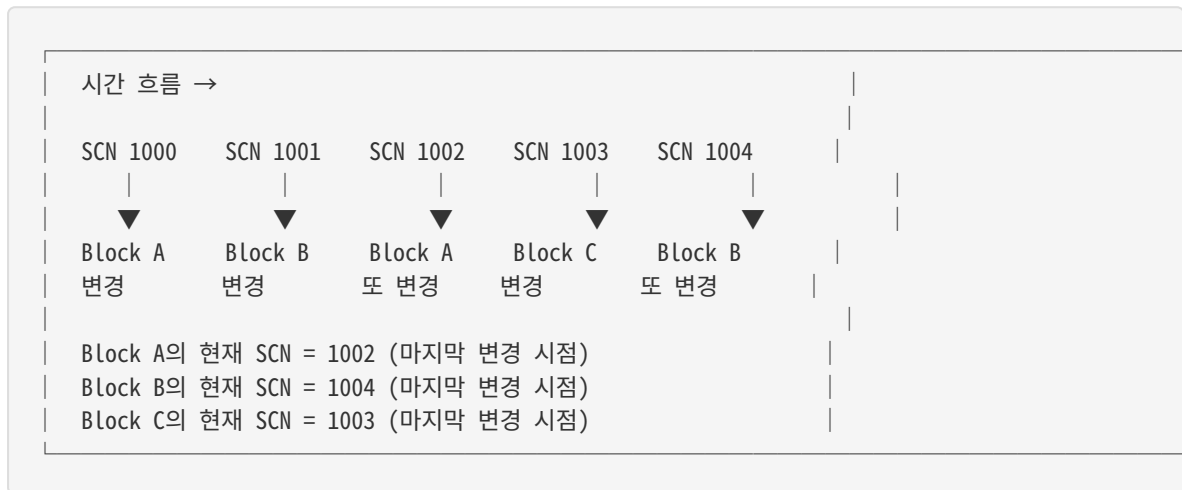 시간 흐름 →
SCN 1000 SCN 1001 SCN 1002 SCN 1003 SCN 1004
Block A Block B Block A Block C Block B
변경 변경 또 변경 변경 또 변경
Block A의 현재 SCN = 1002 (마지막 변경 시점)
Block B의 현재 SCN = 1004 (마지막 변경 시점)
Block C의 현재 SCN = 1003 (마지막 변경 시점)